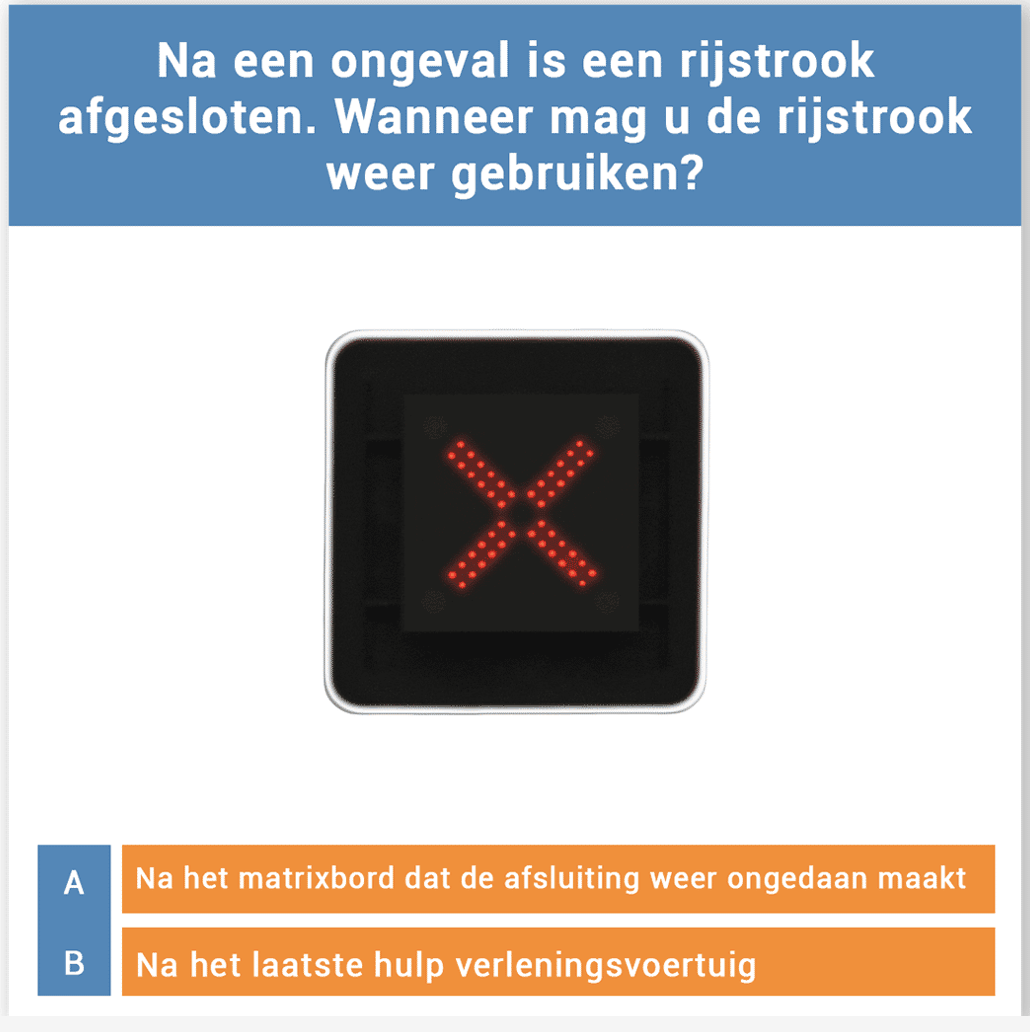 Na een ongeval is een rijstrook
afgesloten. Wanneer mag u de rijstrook
weer gebruiken?
A
Na het matrixbord dat de afsluiting weer ongedaan maakt
B
Na het laatste hulp verleningsvoertuig